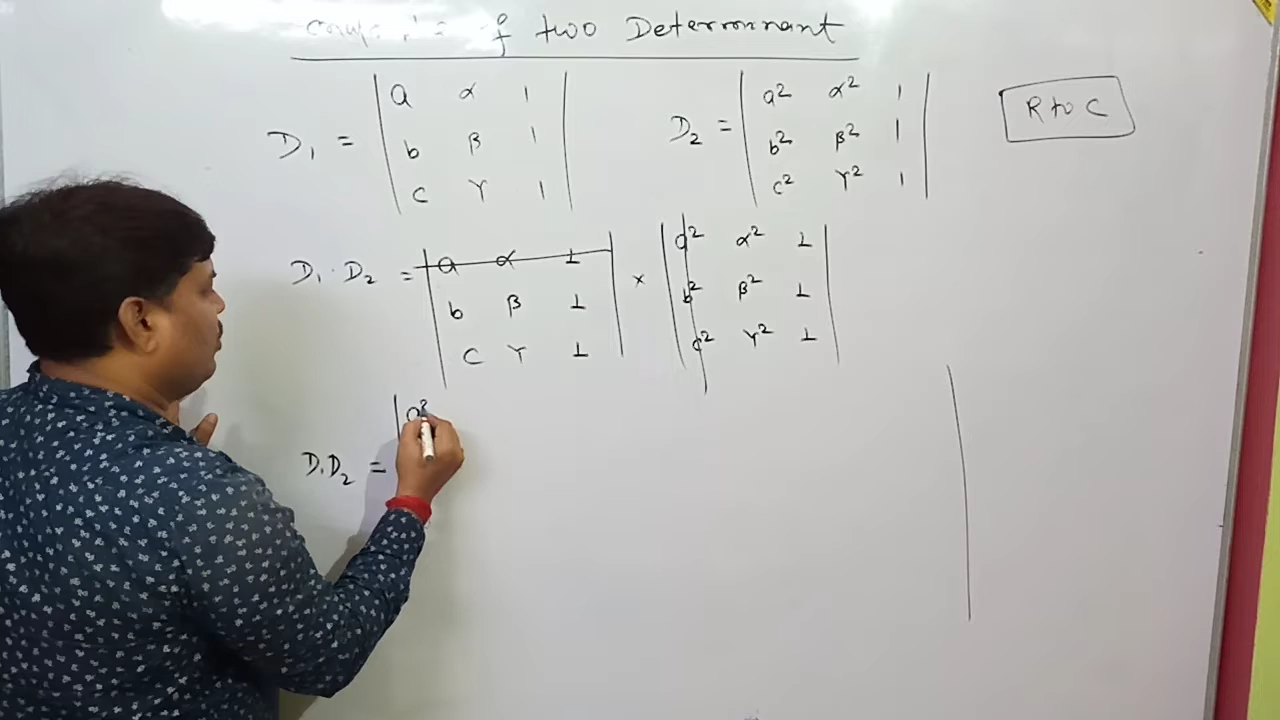 of two Determinant
D₁ = | a α 1 | D₂ = | a² α² 1 | R to C
| b β 1 | | b² β² 1 |
| c γ 1 | | c² γ² 1 |
D₁ · D₂ = | a α 1 | × | a² α² 1 |
| b β 1 | | b² β² 1 |
| c γ 1 | | c² γ² 1 |
D₁D₂ = | a²